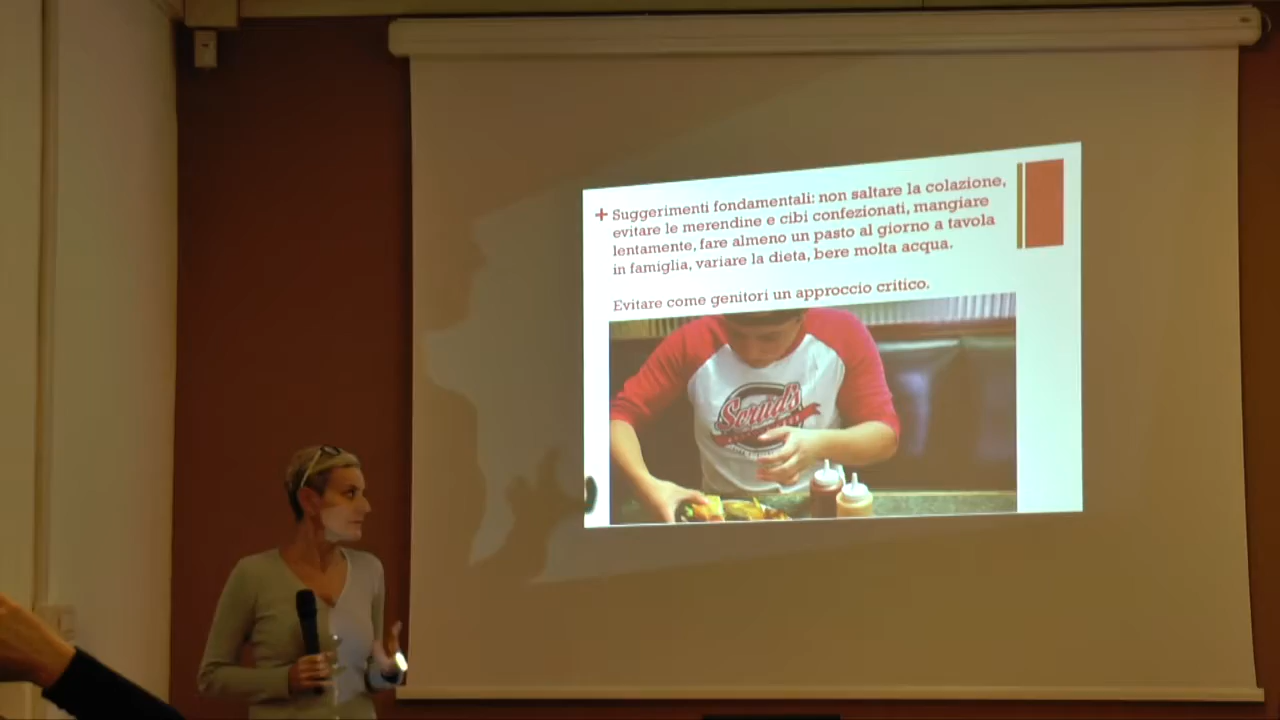 + Suggerimenti fondamentali: non saltare la colazione,
evitare le merendine e cibi confezionati, mangiare
lentamente, fare almeno un pasto al giorno a tavola
in famiglia, variare la dieta, bere molta acqua.
Evitare come genitori un approccio critico.